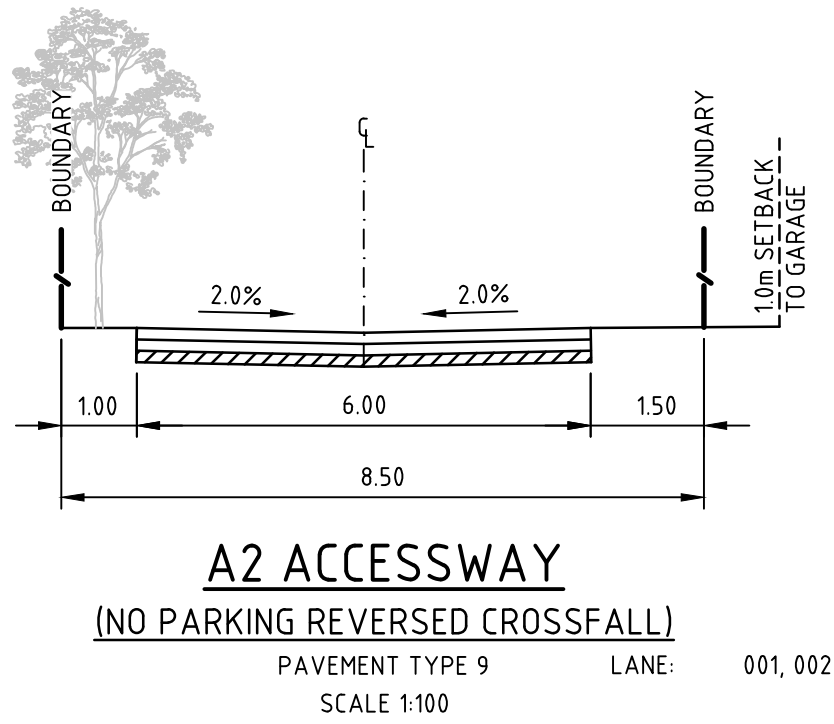 BOUNDARY
℄
BOUNDARY
1.0m SETBACK
TO GARAGE
2.0%
2.0%
1.00
6.00
1.50
8.50
A2 ACCESSWAY
(NO PARKING REVERSED CROSSFALL)
PAVEMENT TYPE 9 LANE: 001, 002
SCALE 1:100